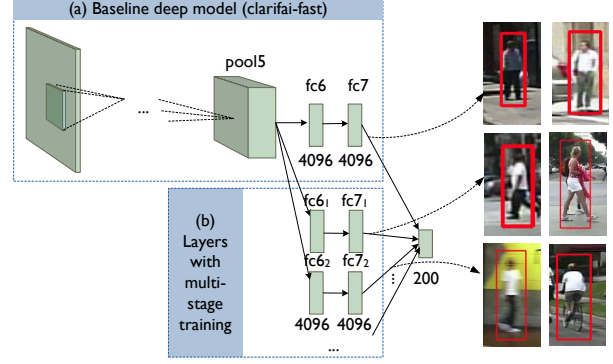 (a) Baseline deep model (clarifai-fast)
pool5
fc6 fc7
...
4096 4096
(b)
Layers
with
multi-
stage
training
fc6₁ fc7₁
fc6₂ fc7₂
⋮
200
4096 4096
...